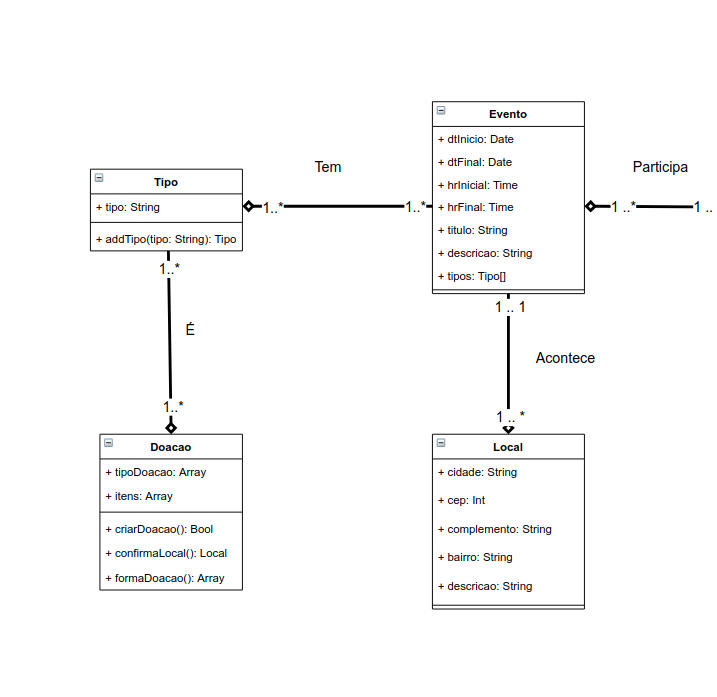 Evento
+ dtInicio: Date
+ dtFinal: Date
+ hrInicial: Time
+ hrFinal: Time
+ titulo: String
+ descricao: String
+ tipos: Tipo[]
Tem
Participa
Tipo
+ tipo: String
+ addTipo(tipo: String): Tipo
1..*
1..*
1 ..*
1 ..
1..*
É
1..*
1 .. 1
Acontece
1 .. *
Doacao
+ tipoDoacao: Array
+ itens: Array
+ criarDoacao(): Bool
+ confirmaLocal(): Local
+ formaDoacao(): Array
Local
+ cidade: String
+ cep: Int
+ complemento: String
+ bairro: String
+ descricao: String